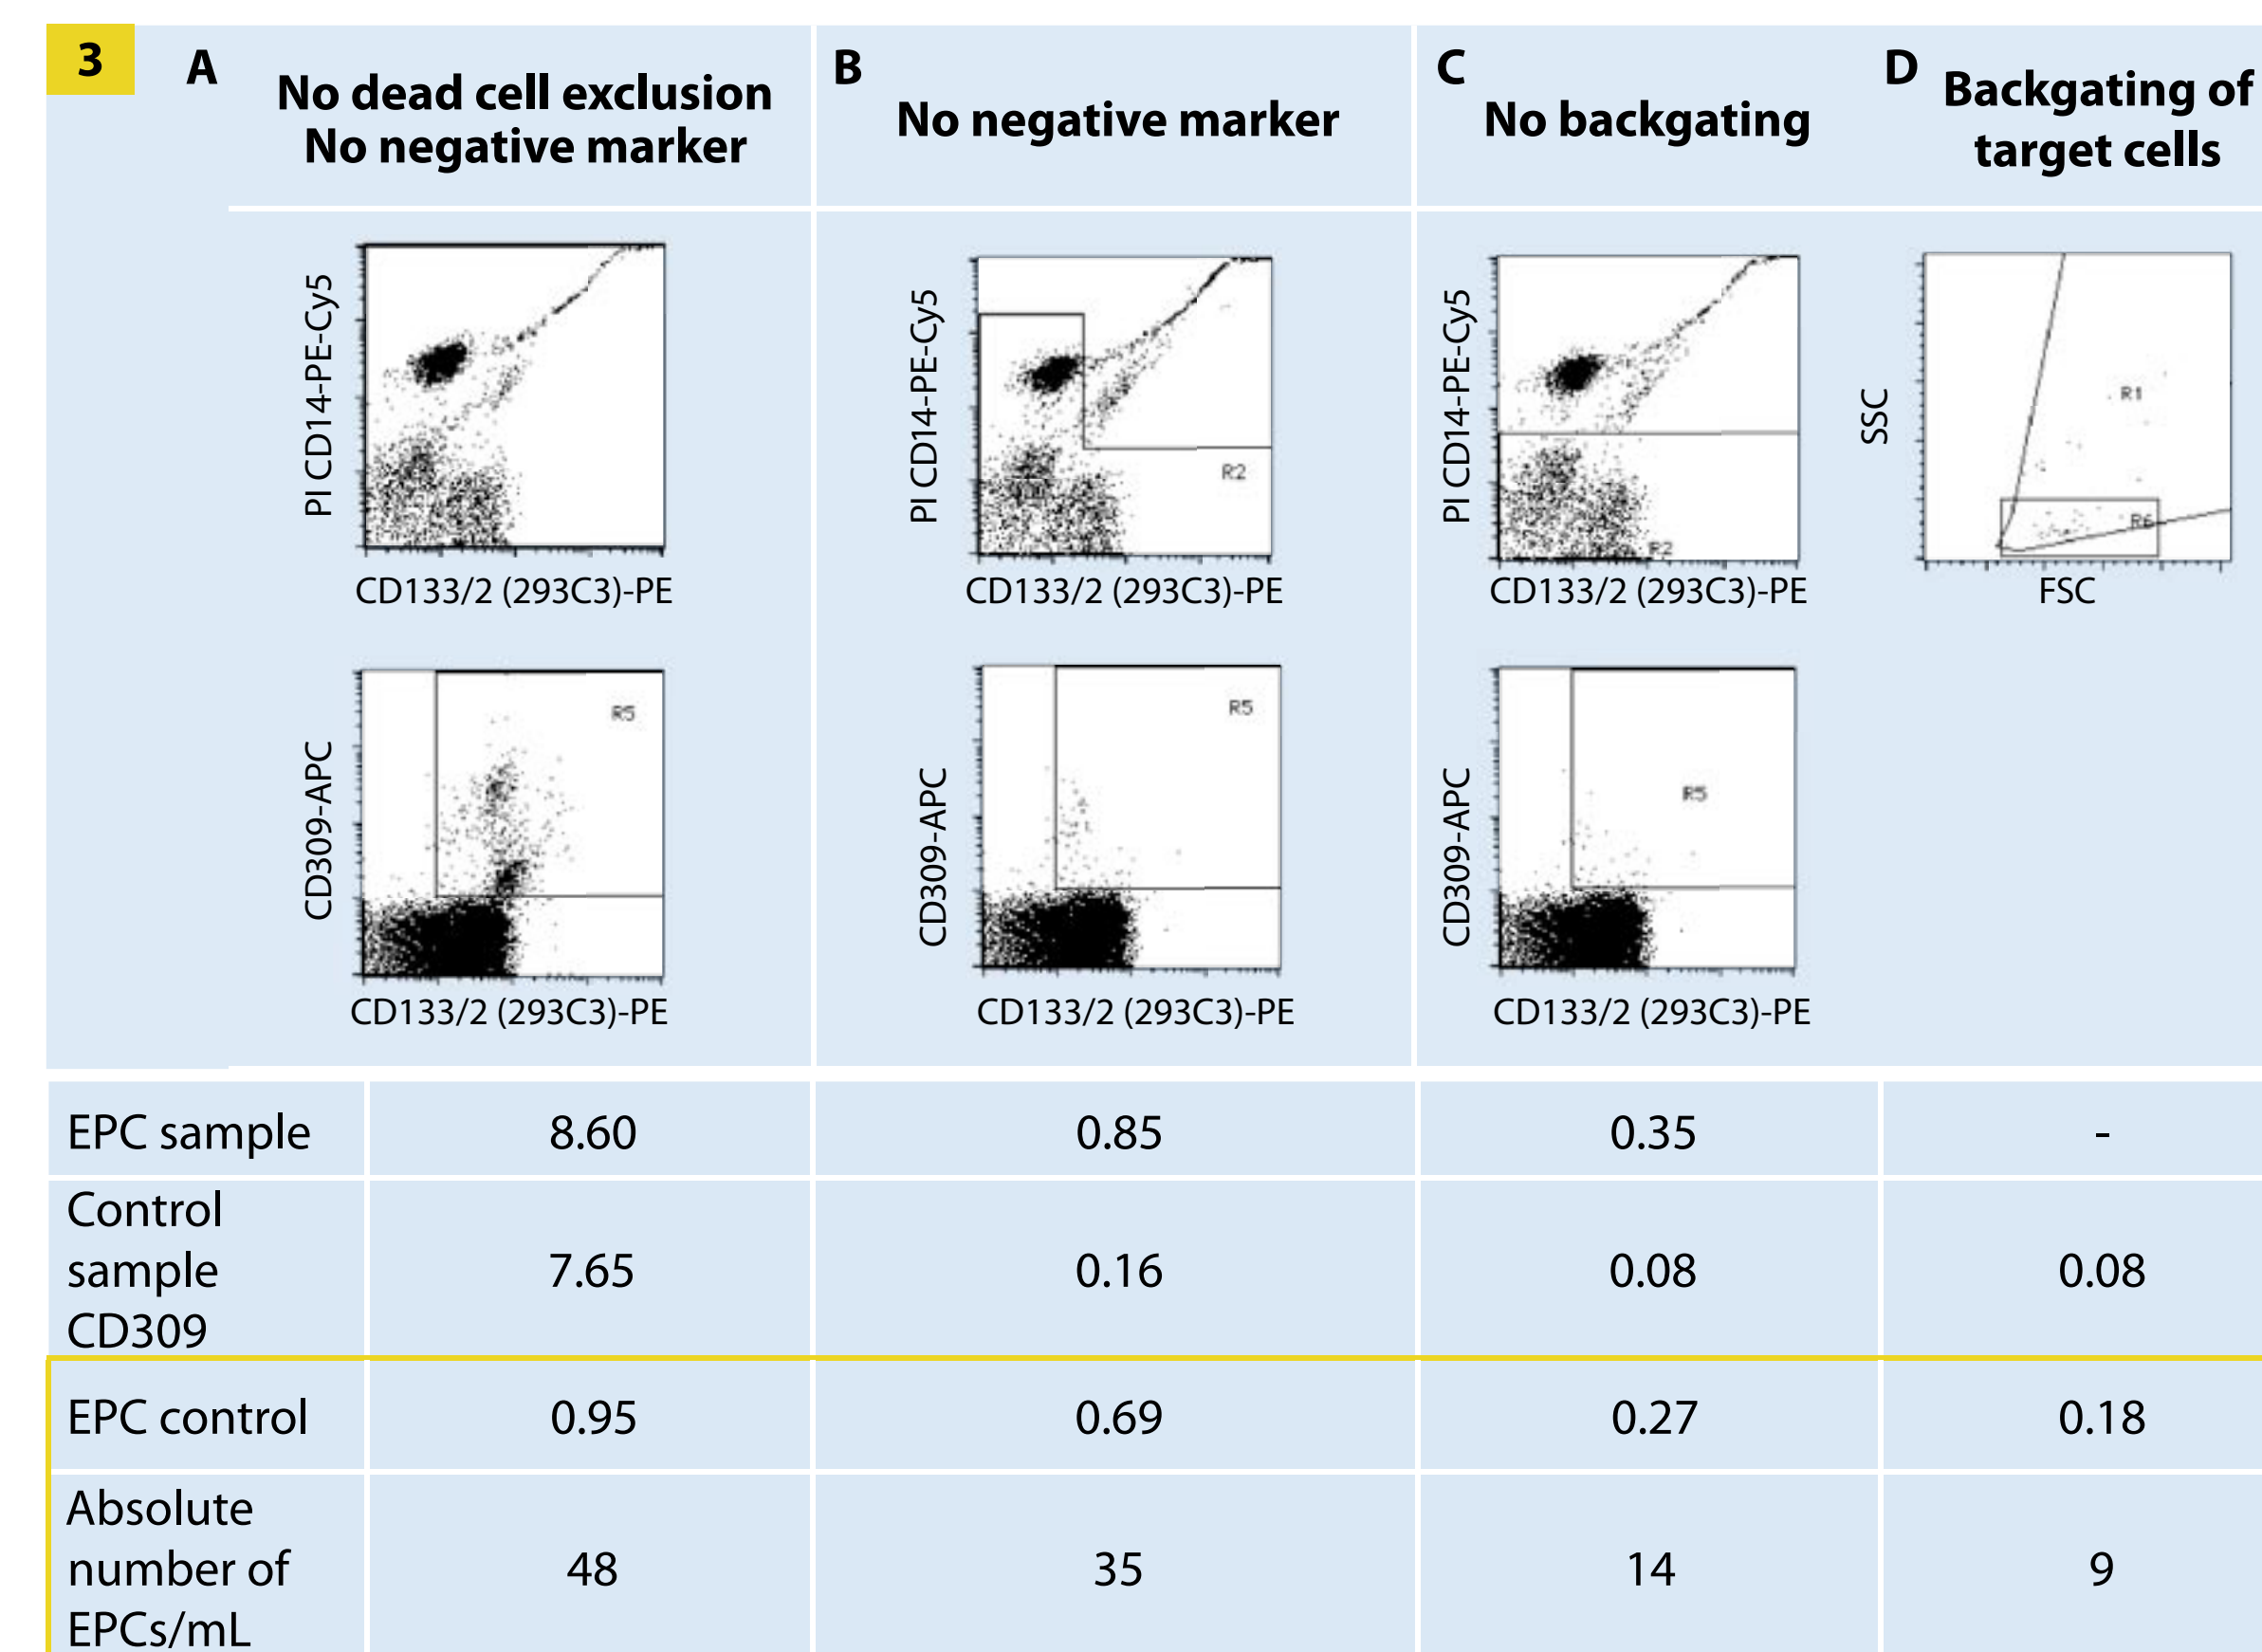 3
A
No dead cell exclusion
No negative marker
B
No negative marker
C
No backgating
D
Backgating of
target cells
PI CD14-PE-Cy5
CD133/2 (293C3)-PE
PI CD14-PE-Cy5
R2
CD133/2 (293C3)-PE
PI CD14-PE-Cy5
R2
CD133/2 (293C3)-PE
SSC
R1
R6
FSC
CD309-APC
R5
CD133/2 (293C3)-PE
CD309-APC
R5
CD133/2 (293C3)-PE
CD309-APC
R5
CD133/2 (293C3)-PE
EPC sample
8.60
0.85
0.35
-
Control
sample
CD309
7.65
0.16
0.08
0.08
EPC control
0.95
0.69
0.27
0.18
Absolute
number of
EPCs/mL
48
35
14
9